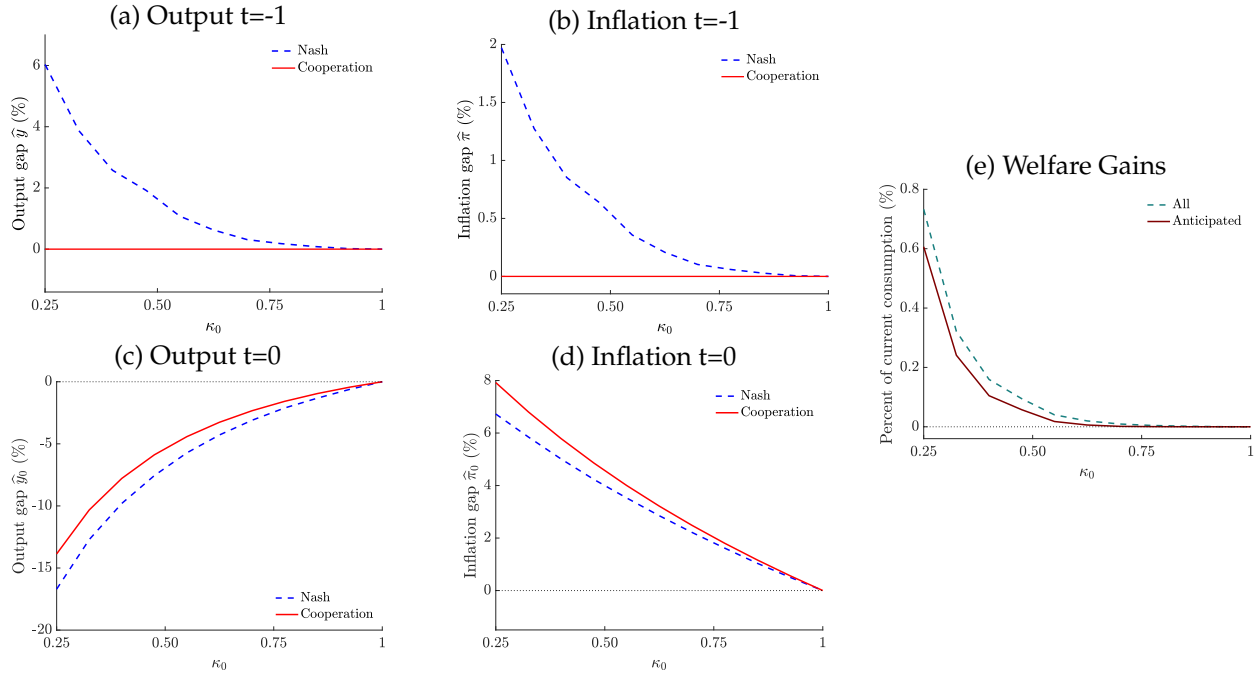 (a) Output t=-1
Output gap ŷ (%)
6
4
2
0
Nash
Cooperation
0.25
0.50
0.75
1
κ₀
(b) Inflation t=-1
Inflation gap π̂ (%)
2
1.5
1
0.5
0
Nash
Cooperation
0.25
0.50
0.75
1
κ₀
(c) Output t=0
Output gap ŷ₀ (%)
0
-5
-10
-15
-20
Nash
Cooperation
0.25
0.50
0.75
1
κ₀
(d) Inflation t=0
Inflation gap π̂₀ (%)
8
6
4
2
0
Nash
Cooperation
0.25
0.50
0.75
1
κ₀
(e) Welfare Gains
Percent of current consumption (%)
0.8
0.6
0.4
0.2
0
All
Anticipated
0.25
0.50
0.75
1
κ₀